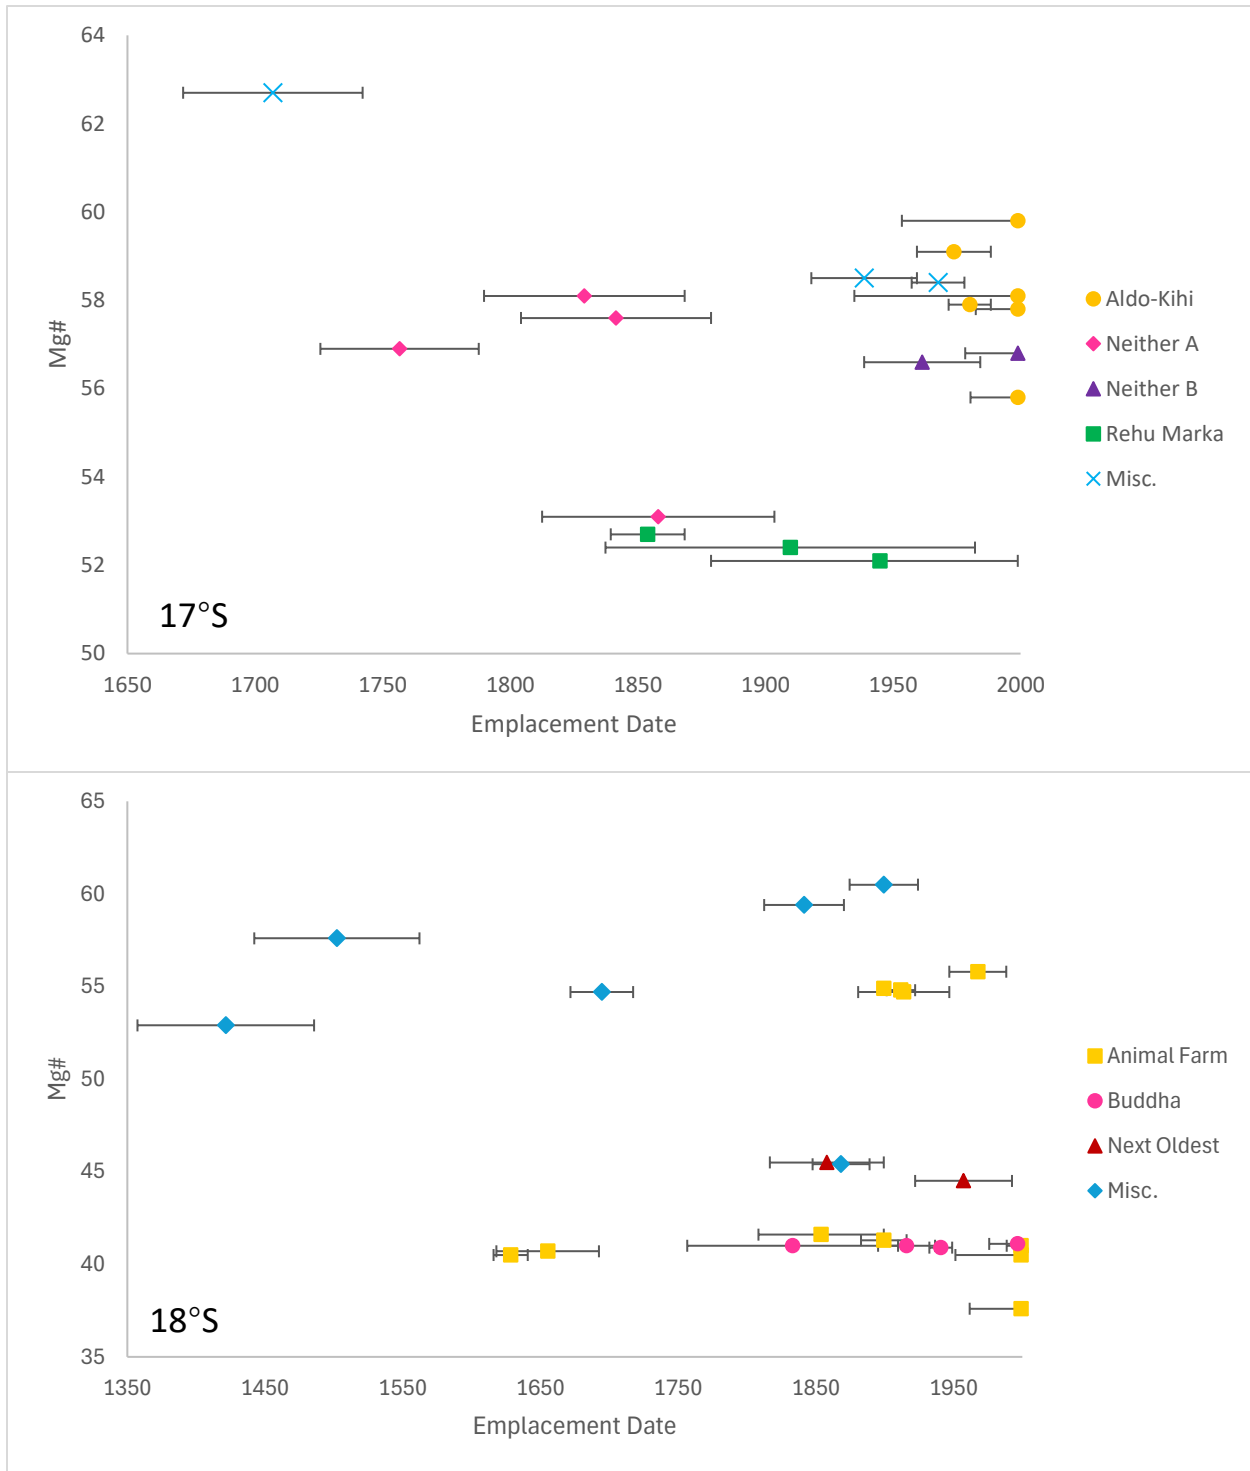 64
62
60
58
56
54
52
50
Mg#
17°S
1650 1700 1750 1800 1850 1900 1950 2000
Emplacement Date
Aldo-Kihi
Neither A
Neither B
Rehu Marka
Misc.
65
60
55
50
45
40
35
Mg#
18°S
1350 1450 1550 1650 1750 1850 1950
Emplacement Date
Animal Farm
Buddha
Next Oldest
Misc.